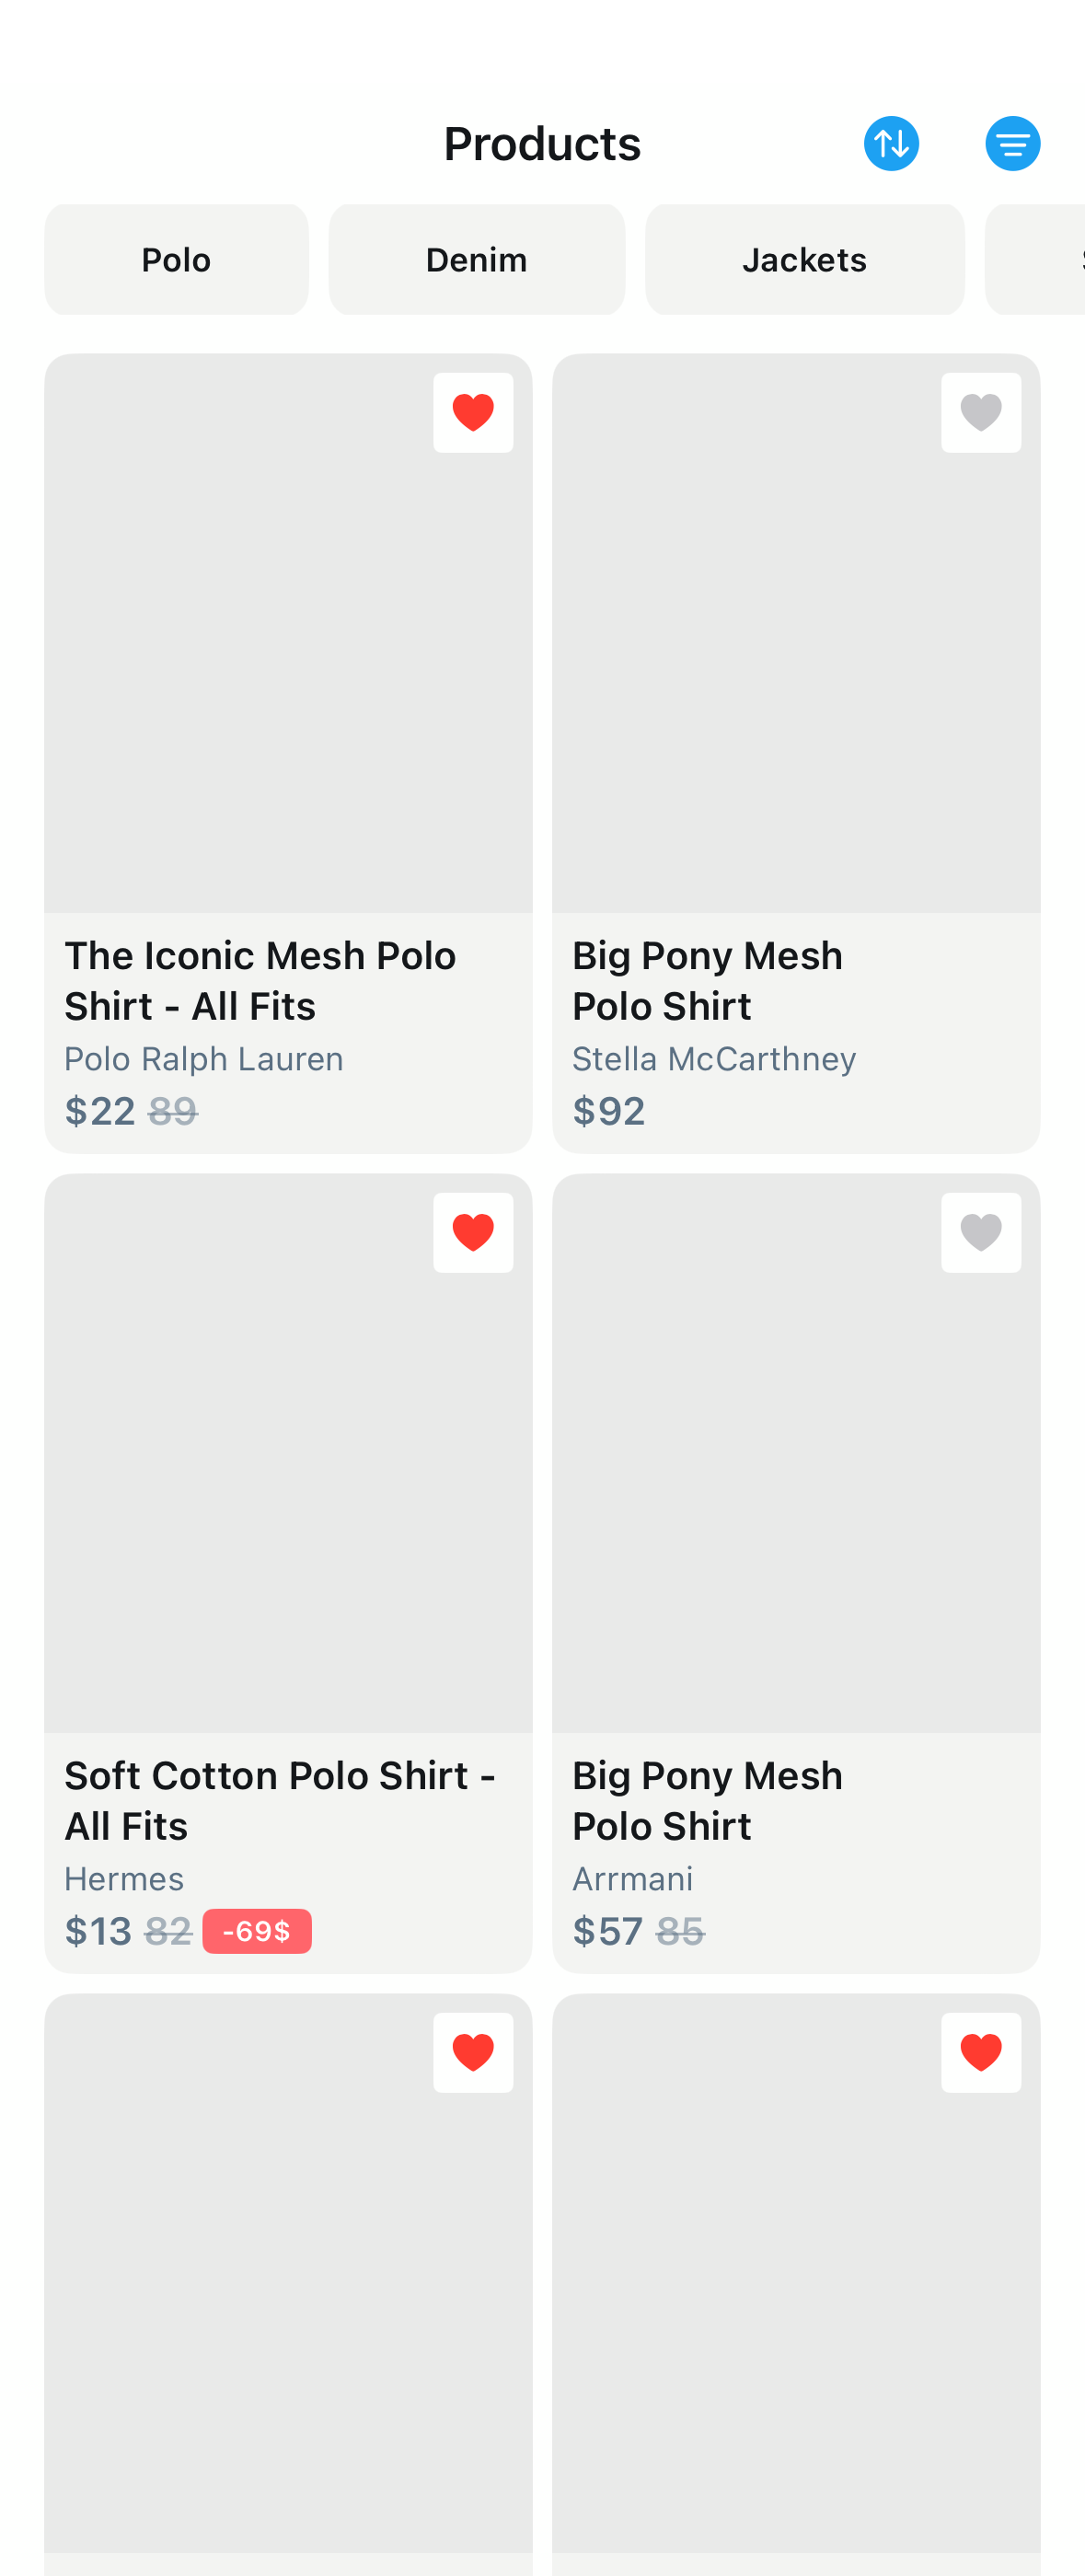 Products
Polo
Denim
Jackets
The Iconic Mesh Polo
Shirt - All Fits
Polo Ralph Lauren
$22 89
Big Pony Mesh
Polo Shirt
Stella McCarthney
$92
Soft Cotton Polo Shirt -
All Fits
Hermes
$13 82 -69$
Big Pony Mesh
Polo Shirt
Arrmani
$57 85